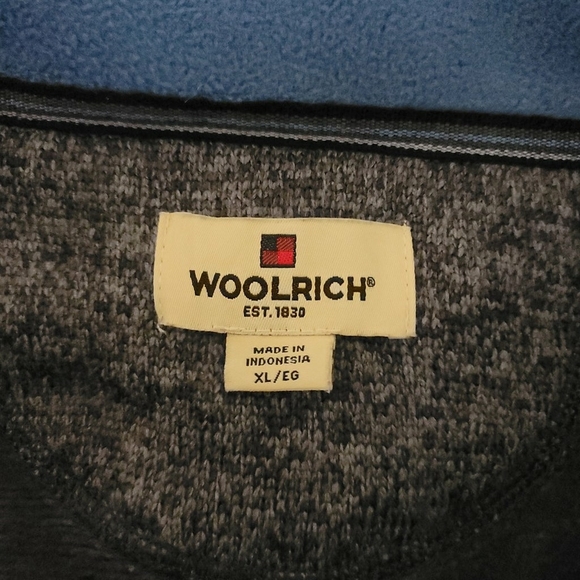 WOOLRICH®
EST. 1830
MADE IN
INDONESIA
XL/EG